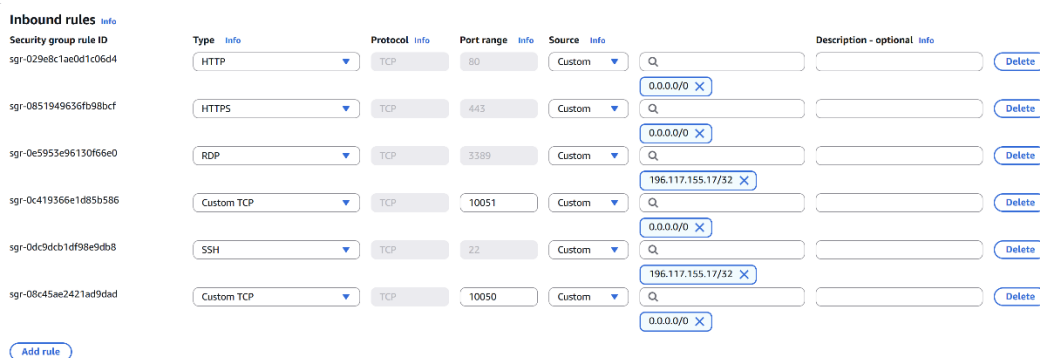 Inbound rules Info
Security group rule ID Type Info Protocol Info Port range Info Source Info Description - optional Info
sgr-029e8c1ae0d1c06d4 HTTP TCP 80 Custom Delete
0.0.0.0/0
sgr-0851949636fb98bcf HTTPS TCP 443 Custom Delete
0.0.0.0/0
sgr-0e5953e96130f66e0 RDP TCP 3389 Custom Delete
196.117.155.17/32
sgr-0c419366e1d85b586 Custom TCP TCP 10051 Custom Delete
0.0.0.0/0
sgr-0dc9dcb1df98e9db8 SSH TCP 22 Custom Delete
196.117.155.17/32
sgr-08c45ae2421ad9dad Custom TCP TCP 10050 Custom Delete
0.0.0.0/0
Add rule